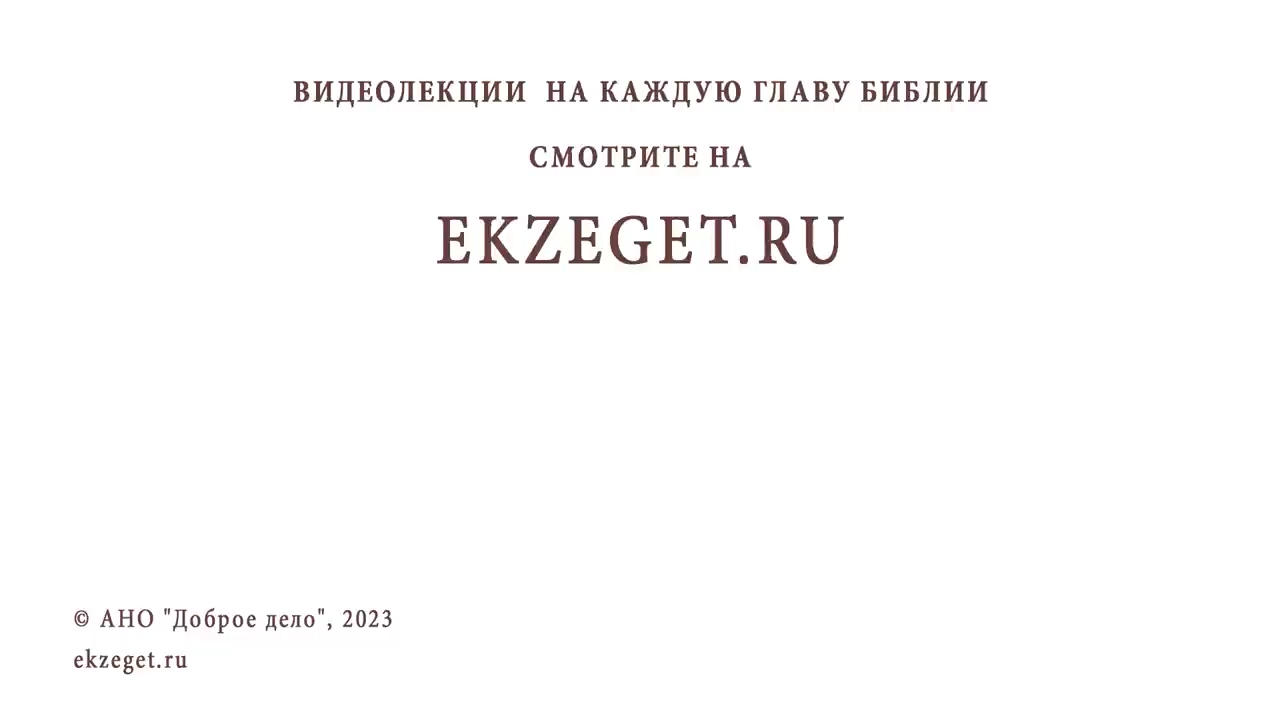 ВИДЕОЛЕКЦИИ НА КАЖДУЮ ГЛАВУ БИБЛИИ
СМОТРИТЕ НА
EKZEGET.RU
© АНО "Доброе дело", 2023
ekzeget.ru